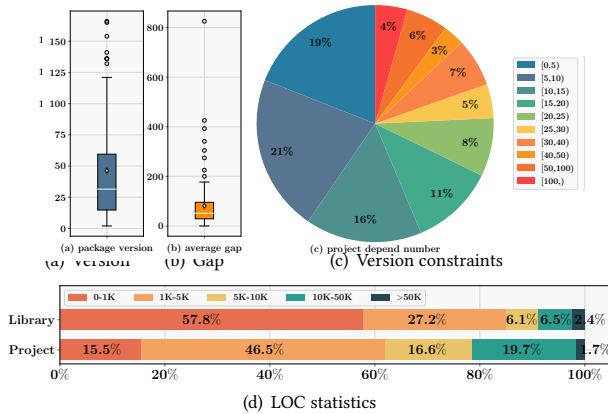 19%
4%
6%
3%
7%
5%
8%
11%
16%
21%
[0,5)
[5,10)
[10,15)
[15,20)
[20,25)
[25,30)
[30,40)
[40,50)
[50,100)
[100,)
150
125
100
75
50
25
0
800
600
400
200
0
(a) package version
(b) average gap
(c) project depend number
(a) Version
(b) Gap
(c) Version constraints
0-1K 1K-5K 5K-10K 10K-50K >50K
Library 57.8% 27.2% 6.1% 6.5% 2.4%
Project 15.5% 46.5% 16.6% 19.7% 1.7%
0% 20% 40% 60% 80% 100%
(d) LOC statistics